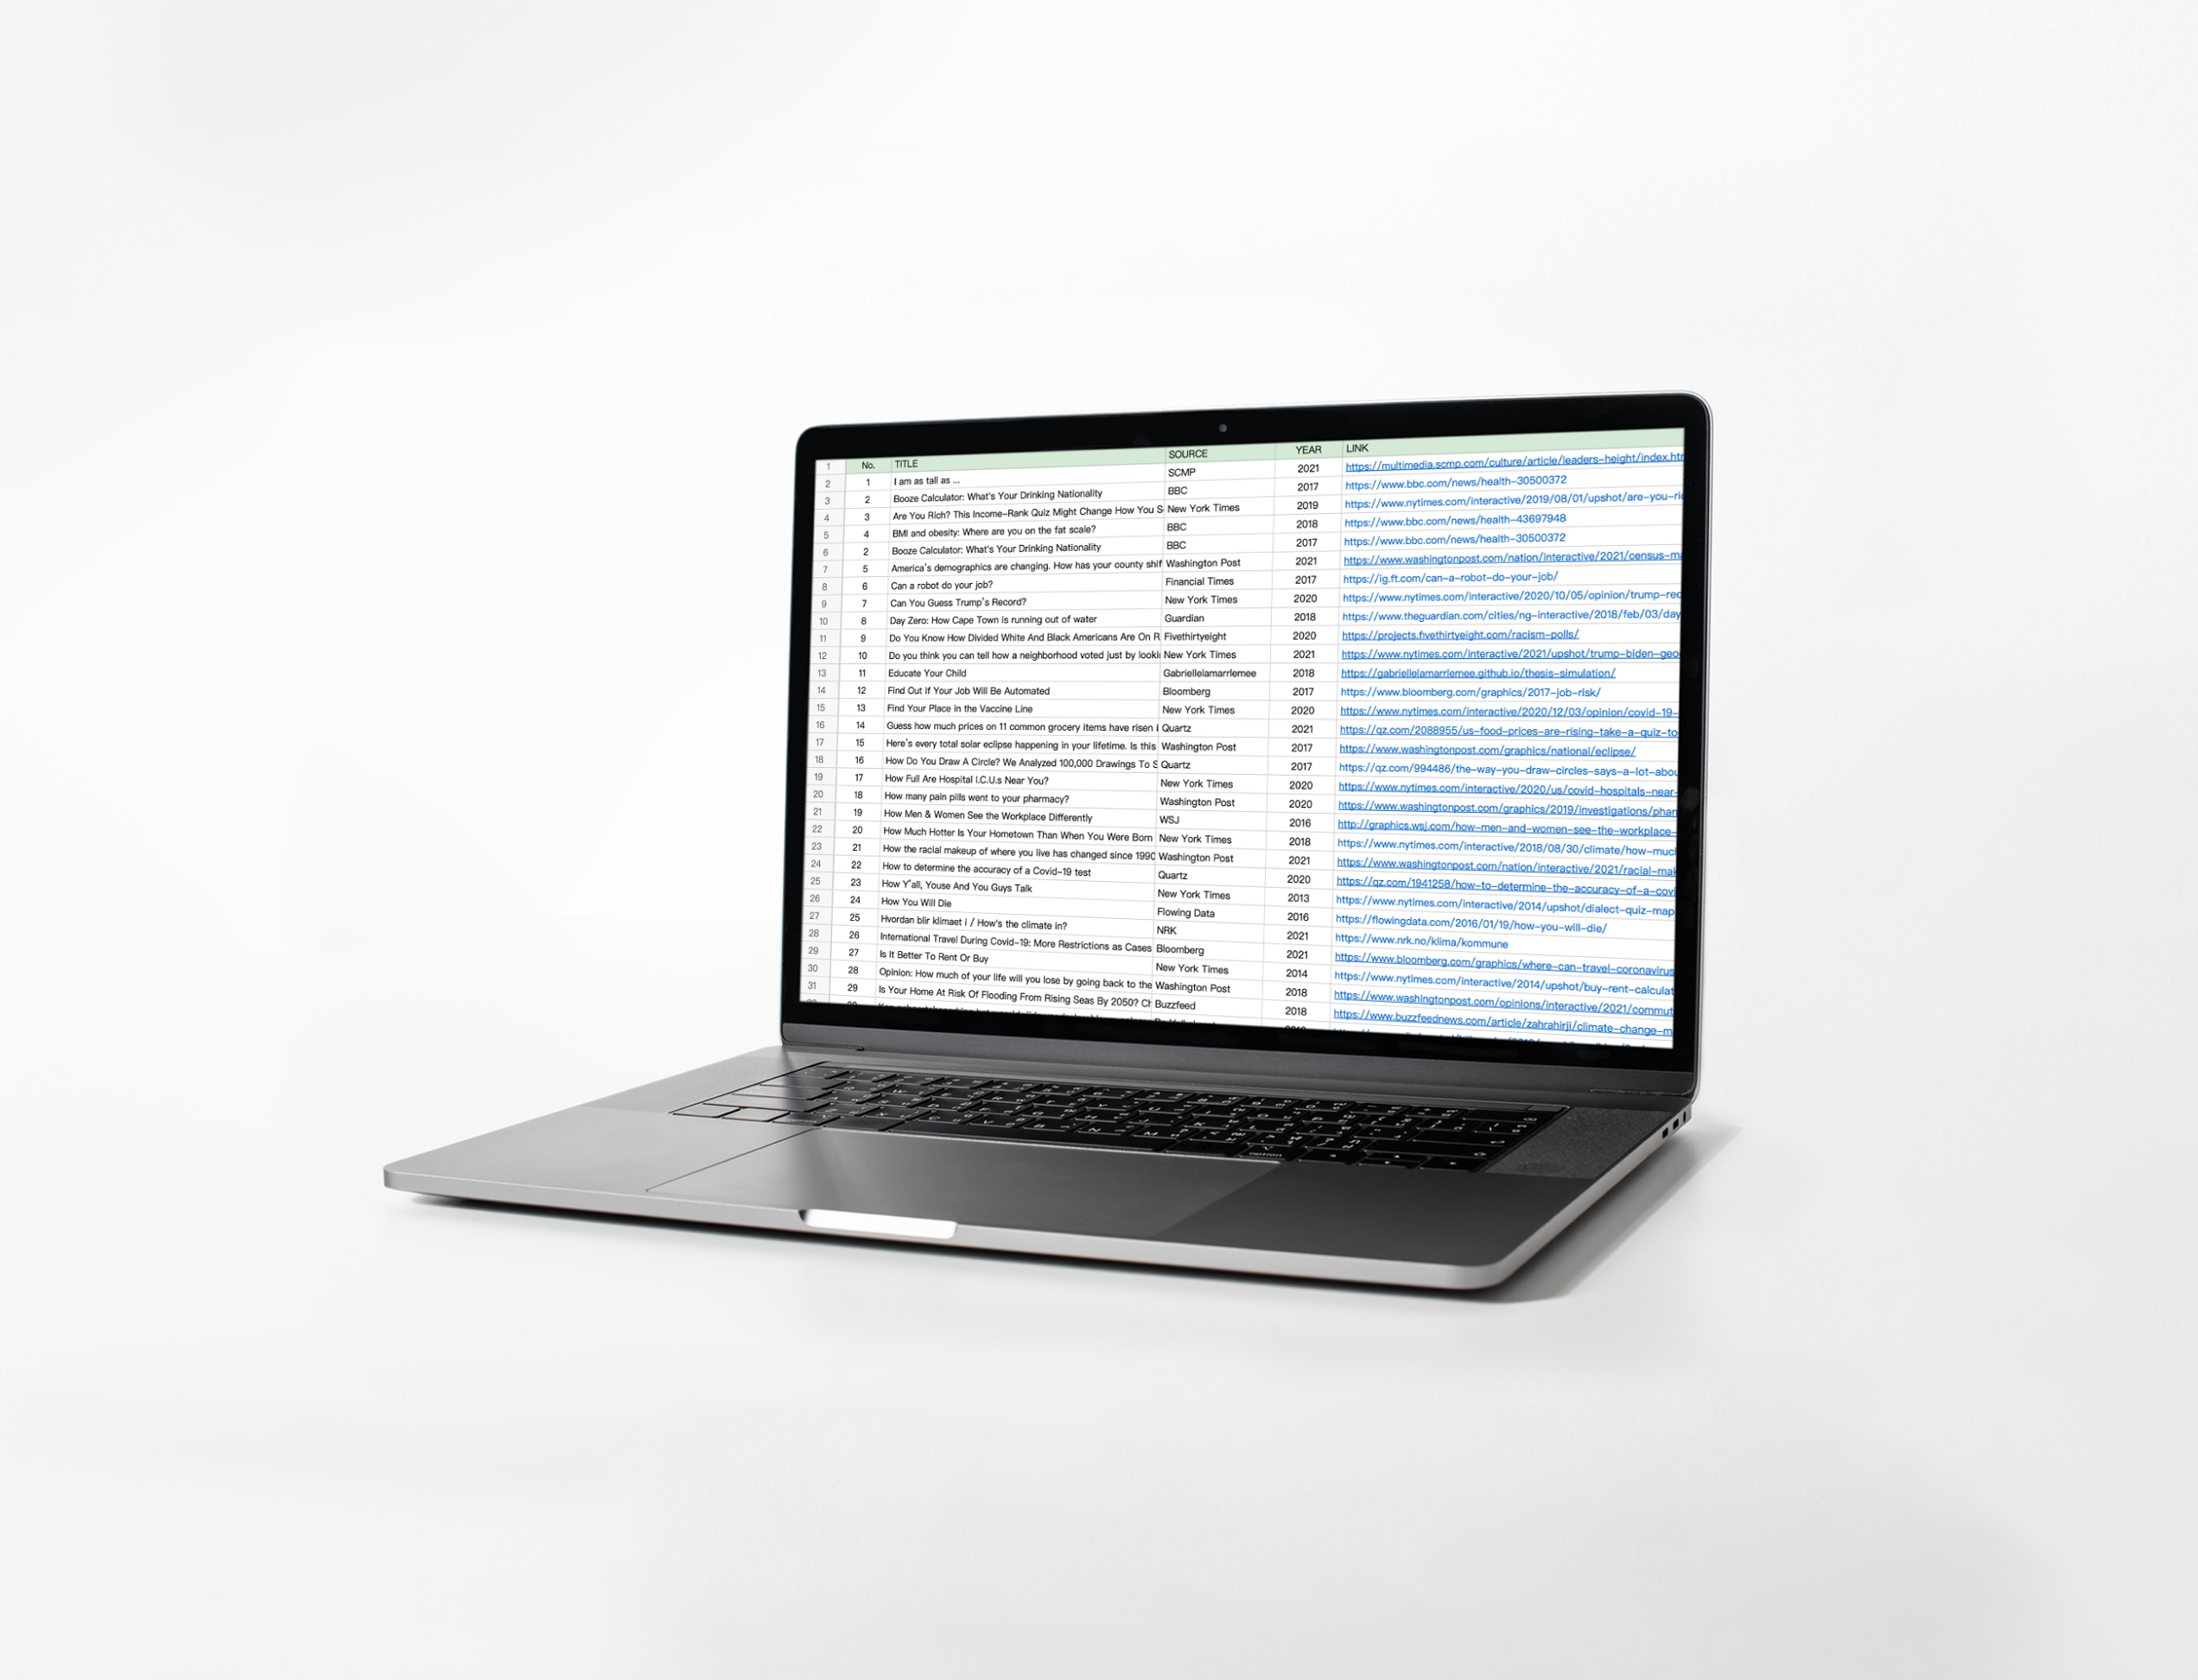 1 No. TITLE SOURCE YEAR LINK
2 1 I am as tall as ... SCMP 2021 https://multimedia.scmp.com/culture/article/leaders-height/index.htm
3 2 Booze Calculator: What's Your Drinking Nationality BBC 2017 https://www.bbc.com/news/health-30500372
4 3 Are You Rich? This Income-Rank Quiz Might Change How You S New York Times 2019 https://www.nytimes.com/interactive/2019/08/01/upshot/are-you-ri
5 4 BMI and obesity: Where are you on the fat scale? BBC 2018 https://www.bbc.com/news/health-43697948
6 2 Booze Calculator: What's Your Drinking Nationality BBC 2017 https://www.bbc.com/news/health-30500372
7 5 America's demographics are changing. How has your county shif Washington Post 2021 https://www.washingtonpost.com/nation/interactive/2021/census-ma
8 6 Can a robot do your job? Financial Times 2017 https://ig.ft.com/can-a-robot-do-your-job/
9 7 Can You Guess Trump's Record? New York Times 2020 https://www.nytimes.com/interactive/2020/10/05/opinion/trump-rec
10 8 Day Zero: How Cape Town is running out of water Guardian 2018 https://www.theguardian.com/cities/ng-interactive/2018/feb/03/day
11 9 Do You Know How Divided White And Black Americans Are On R Fivethirtyeight 2020 https://projects.fivethirtyeight.com/racism-polls/
12 10 Do you think you can tell how a neighborhood voted just by looki New York Times 2021 https://www.nytimes.com/interactive/2021/upshot/trump-biden-geo
13 11 Educate Your Child Gabriellelamarrlemee 2018 https://gabriellelamarrlemee.github.io/thesis-simulation/
14 12 Find Out If Your Job Will Be Automated Bloomberg 2017 https://www.bloomberg.com/graphics/2017-job-risk/
15 13 Find Your Place in the Vaccine Line New York Times 2020 https://www.nytimes.com/interactive/2020/12/03/opinion/covid-19-
16 14 Guess how much prices on 11 common grocery items have risen i Quartz 2021 https://qz.com/2088955/us-food-prices-are-rising-take-a-quiz-to-
17 15 Here's every total solar eclipse happening in your lifetime. Is this Washington Post 2017 https://www.washingtonpost.com/graphics/national/eclipse/
18 16 How Do You Draw A Circle? We Analyzed 100,000 Drawings To S Quartz 2017 https://qz.com/994486/the-way-you-draw-circles-says-a-lot-abou
19 17 How Full Are Hospital I.C.U.s Near You? New York Times 2020 https://www.nytimes.com/interactive/2020/us/covid-hospitals-near-
20 18 How many pain pills went to your pharmacy? Washington Post 2020 https://www.washingtonpost.com/graphics/2019/investigations/phar
21 19 How Men & Women See the Workplace Differently WSJ 2016 http://graphics.wsj.com/how-men-and-women-see-the-workplace-
22 20 How Much Hotter Is Your Hometown Than When You Were Born New York Times 2018 https://www.nytimes.com/interactive/2018/08/30/climate/how-muc
23 21 How the racial makeup of where you live has changed since 1990 Washington Post 2021 https://www.washingtonpost.com/nation/interactive/2021/racial-mak
24 22 How to determine the accuracy of a Covid-19 test Quartz 2020 https://qz.com/1941258/how-to-determine-the-accuracy-of-a-covi
25 23 How Y'all, Youse And You Guys Talk New York Times 2013 https://www.nytimes.com/interactive/2014/upshot/dialect-quiz-map
26 24 How You Will Die Flowing Data 2016 https://flowingdata.com/2016/01/19/how-you-will-die/
27 25 Hvordan blir klimaet i / How's the climate in? NRK 2021 https://www.nrk.no/klima/kommune
28 26 International Travel During Covid-19: More Restrictions as Cases Bloomberg 2021 https://www.bloomberg.com/graphics/where-can-travel-coronavirus
29 27 Is It Better To Rent Or Buy New York Times 2014 https://www.nytimes.com/interactive/2014/upshot/buy-rent-calculat
30 28 Opinion: How much of your life will you lose by going back to the Washington Post 2018 https://www.washingtonpost.com/opinions/interactive/2021/commut
31 29 Is Your Home At Risk Of Flooding From Rising Seas By 2050? Ch Buzzfeed 2018 https://www.buzzfeednews.com/article/zahrahirji/climate-change-m
option